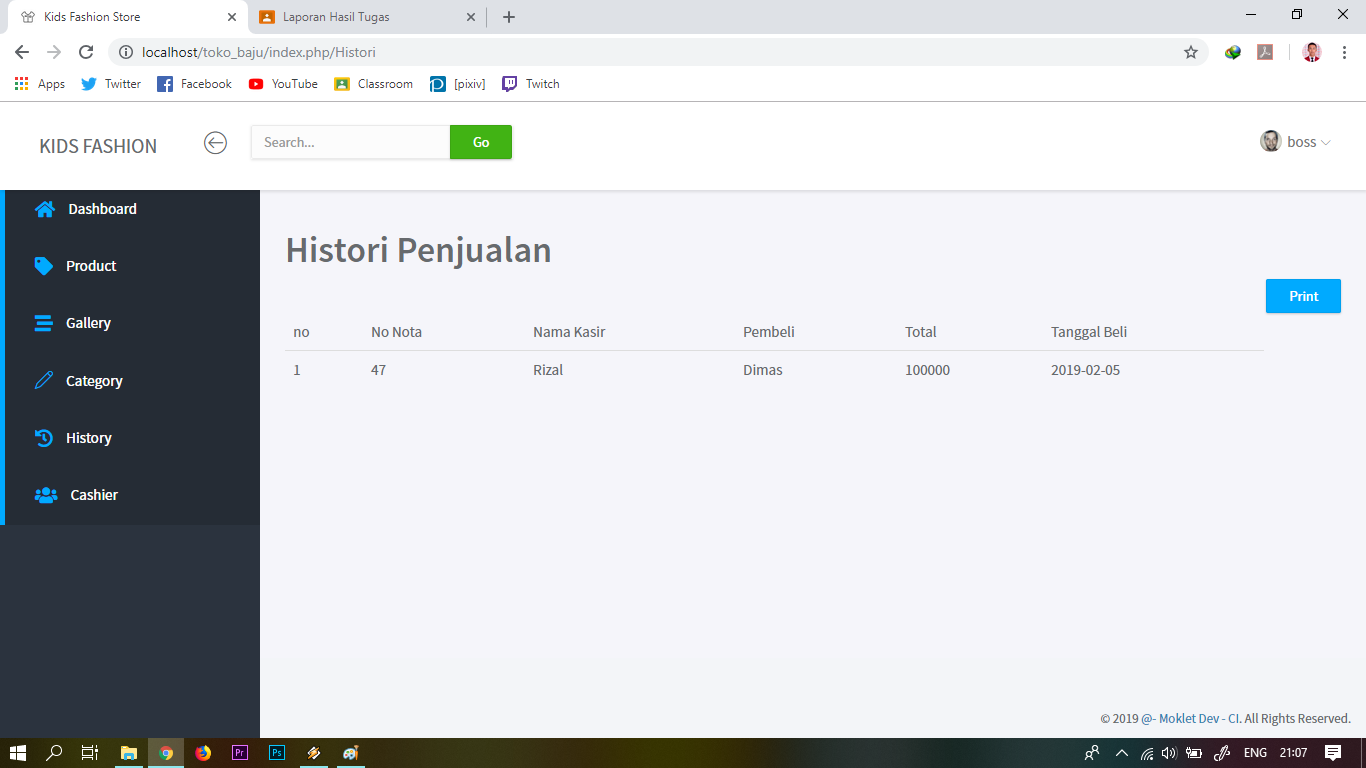 Kids Fashion Store
Laporan Hasil Tugas
localhost/toko_baju/index.php/Histori
Apps Twitter Facebook YouTube Classroom [pixiv] Twitch
KIDS FASHION
Search...
Go
boss
Dashboard
Product
Gallery
Category
History
Cashier
Histori Penjualan
Print
no No Nota Nama Kasir Pembeli Total Tanggal Beli
1 47 Rizal Dimas 100000 2019-02-05
© 2019 @- Moklet Dev - CI. All Rights Reserved.
Pr Ps ENG 21:07